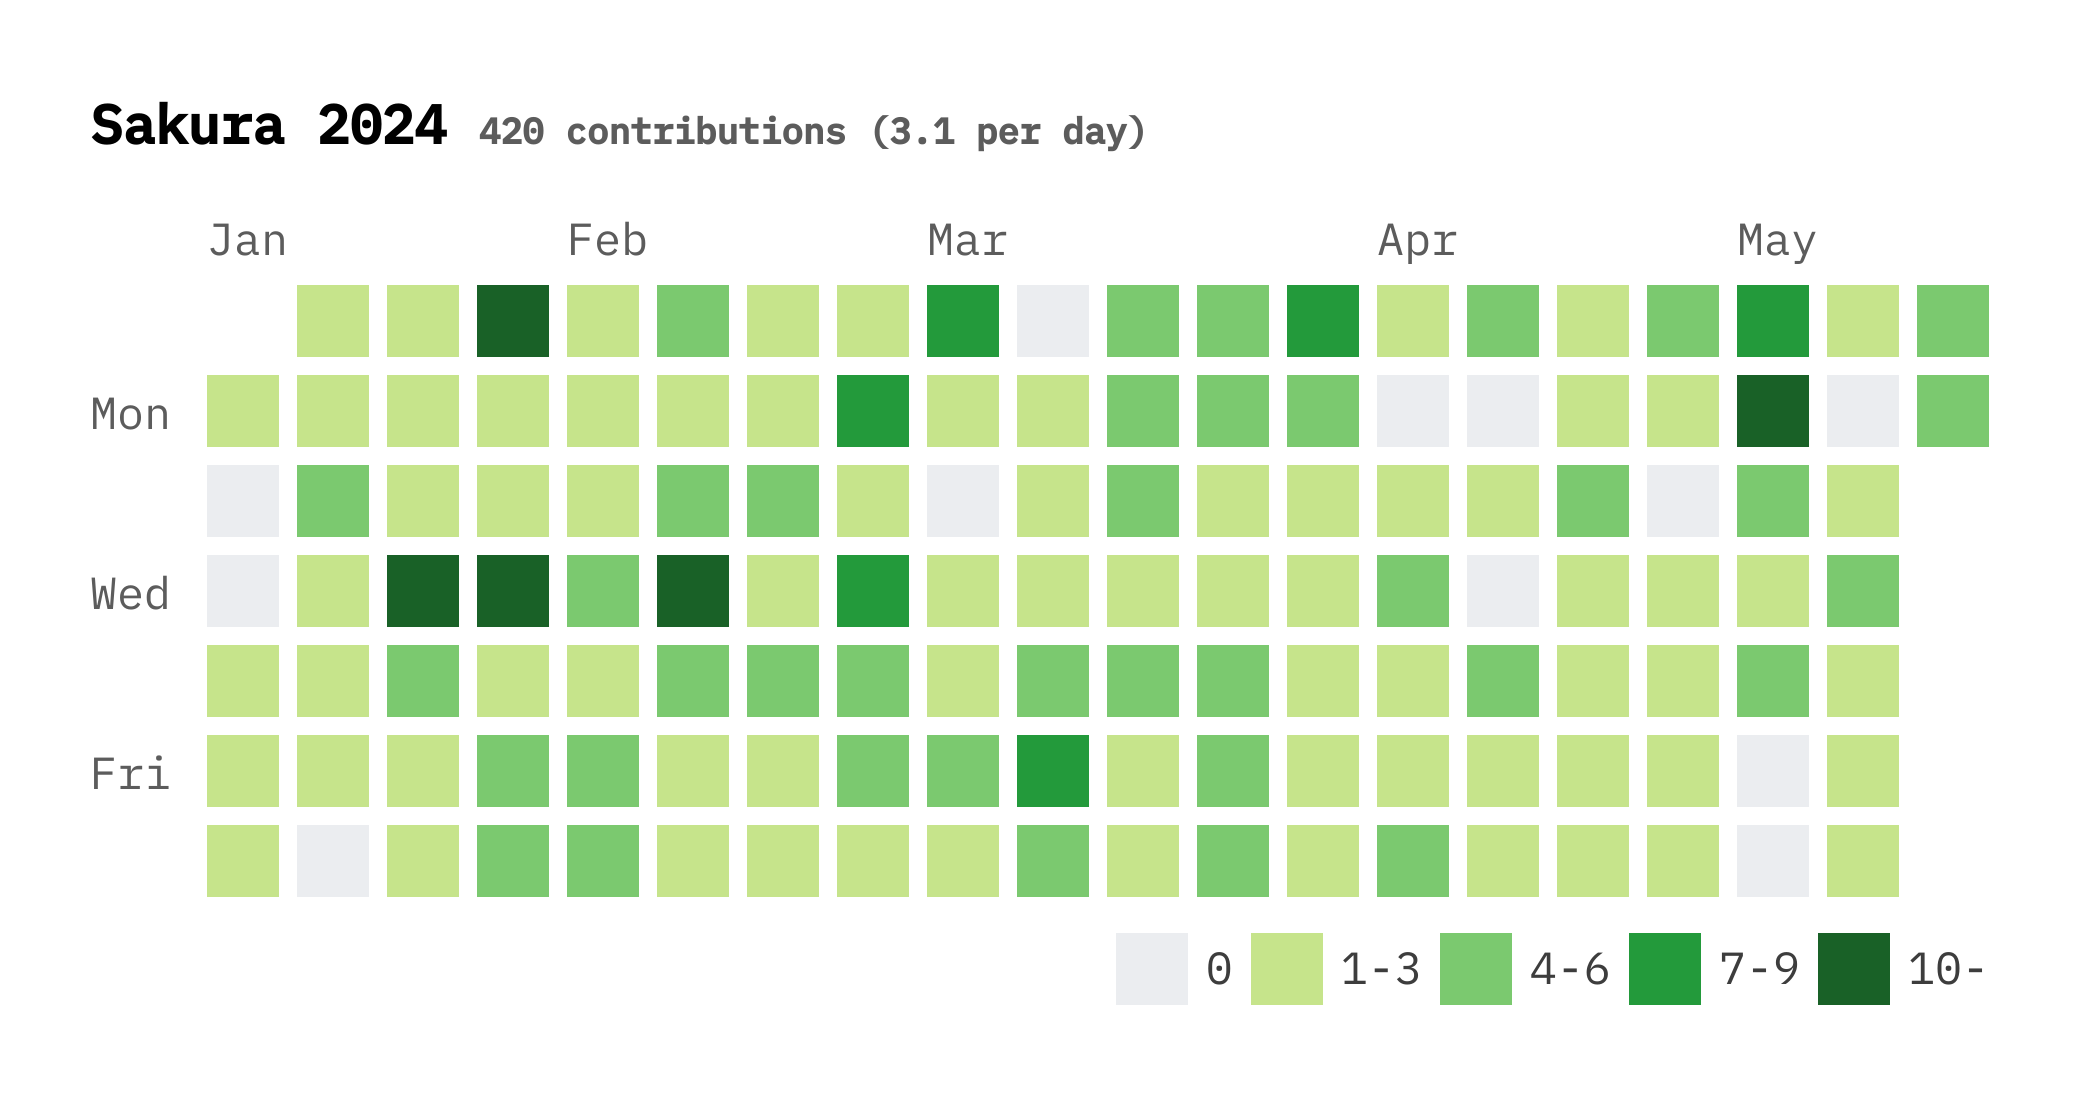 Sakura 2024 420 contributions (3.1 per day)
Jan Feb Mar Apr May
Mon
Wed
Fri
0 1-3 4-6 7-9 10-